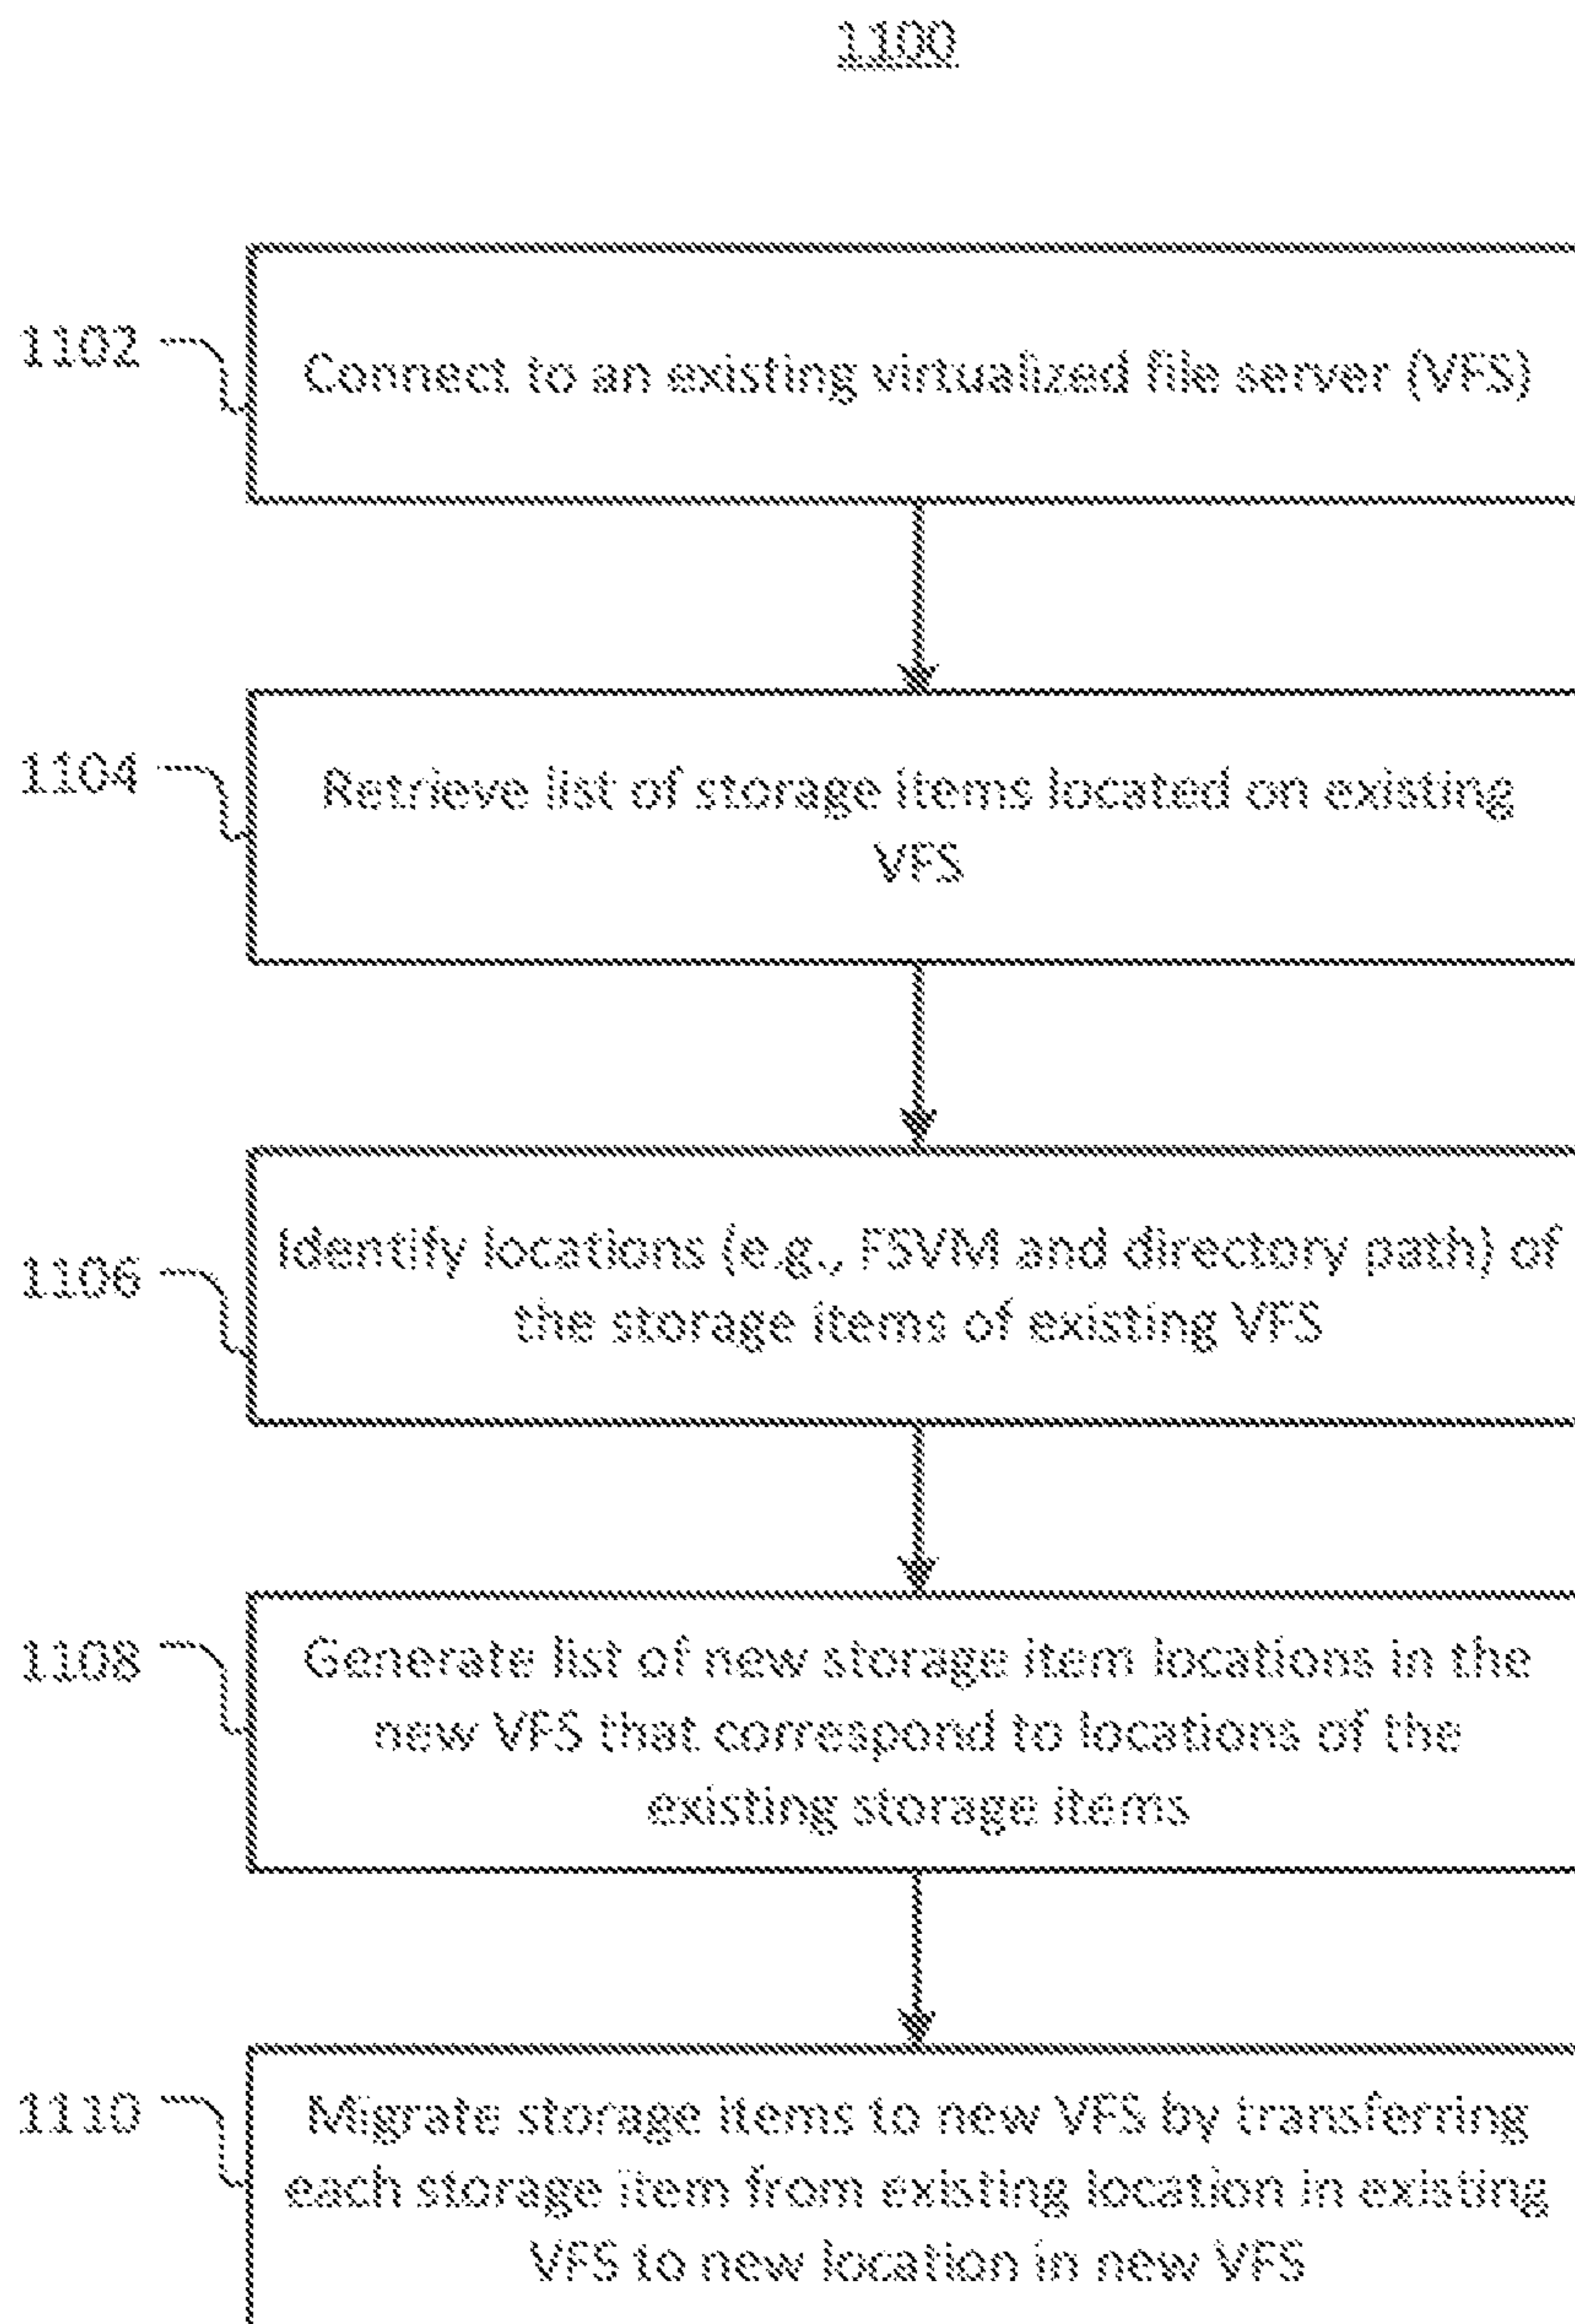 1100
1102
Connect to an existing virtualized file server (VFS)
1104
Retrieve list of storage items located on existing
VFS
1106
Identify locations (e.g., FSVM and directory path) of
the storage items of existing VFS
1108
Generate list of new storage item locations in the
new VFS that correspond to locations of the
existing storage items
1110
Migrate storage items to new VFS by transferring
each storage item from existing location in existing
VFS to new location in new VFS